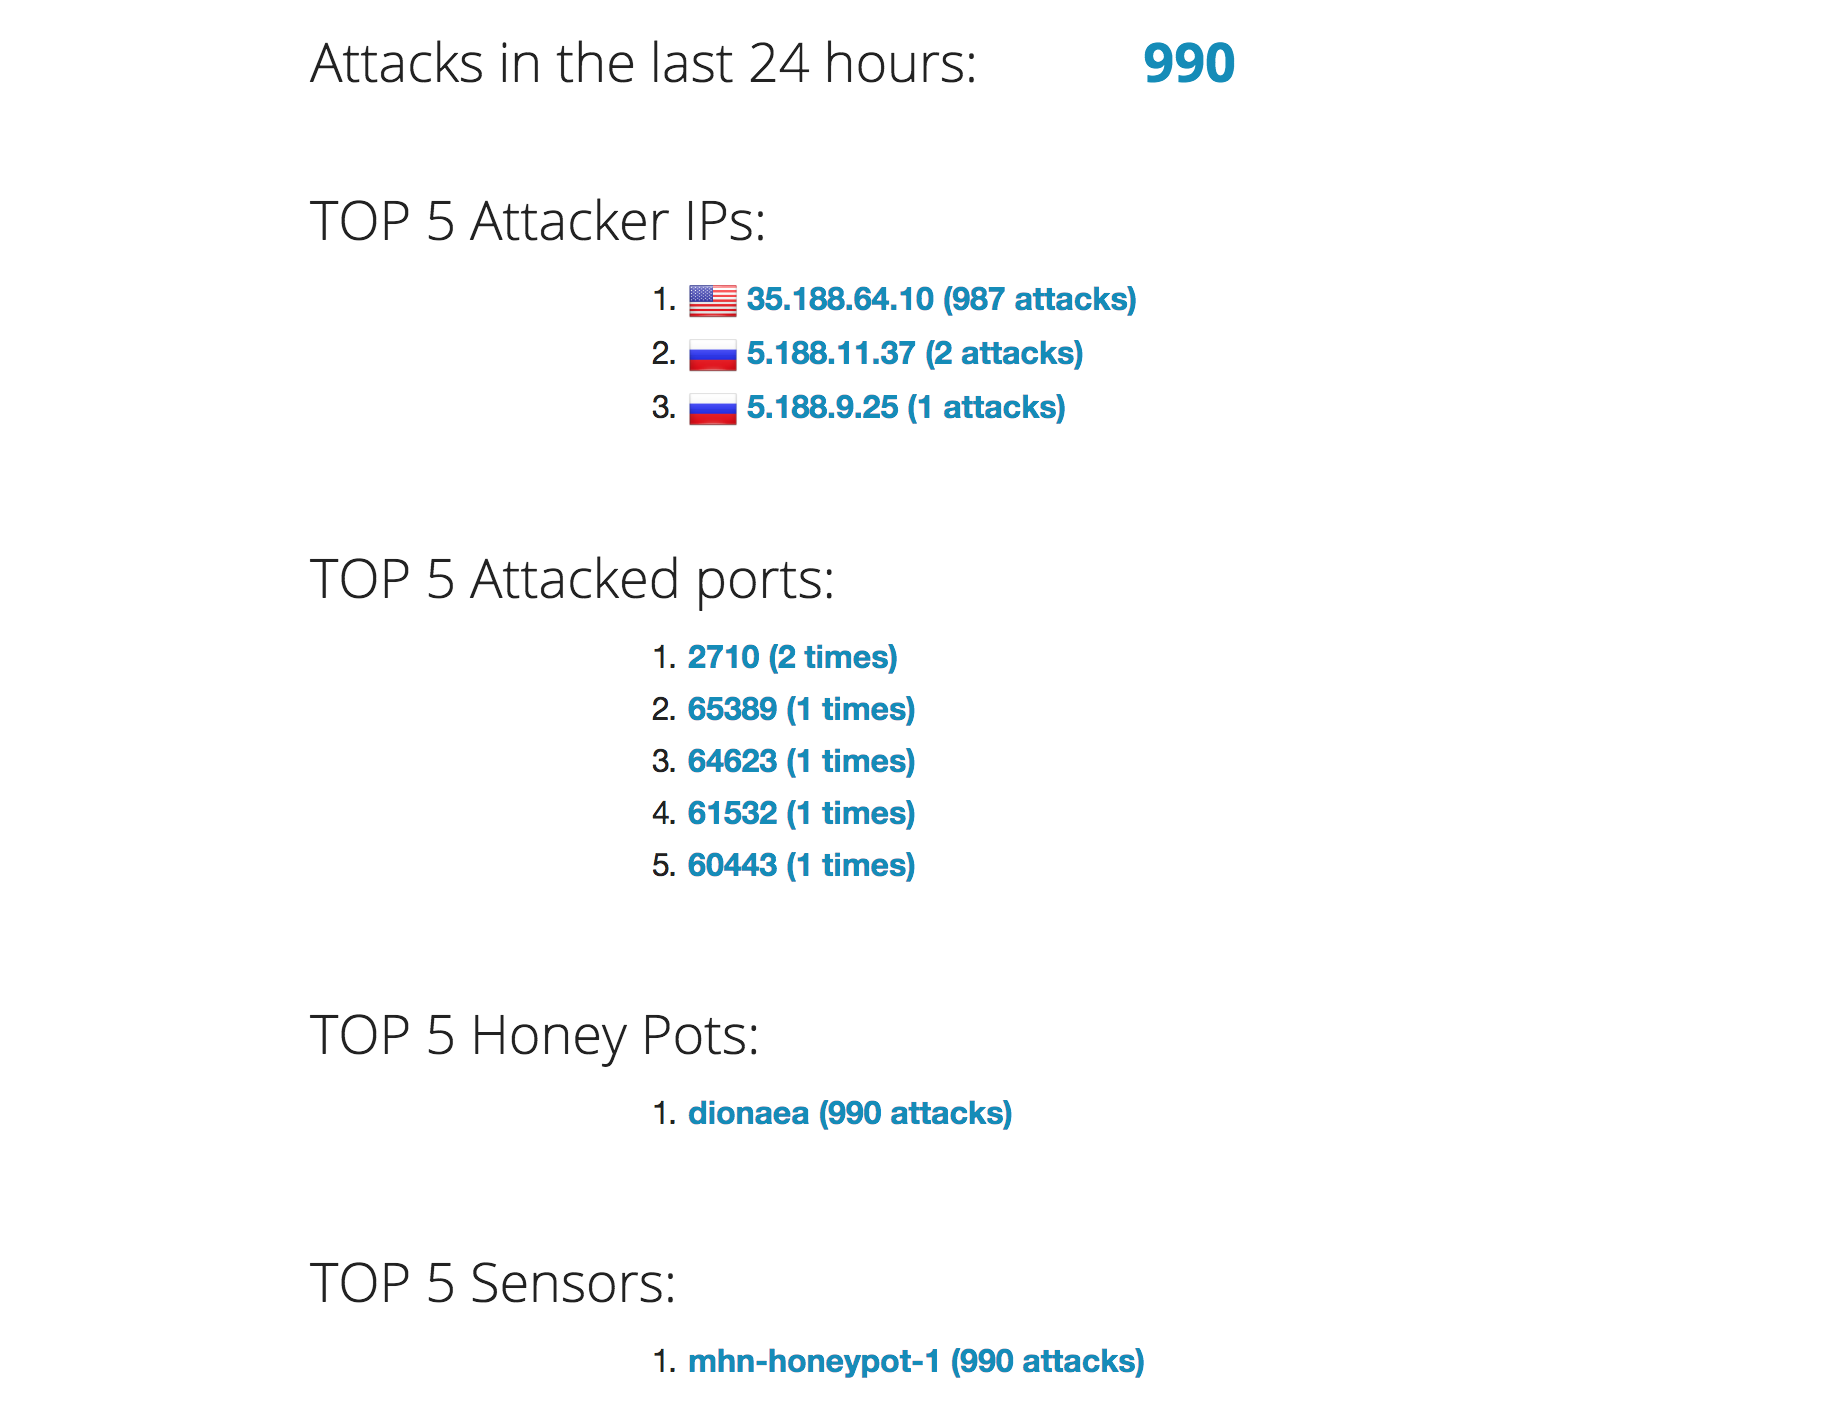 Attacks in the last 24 hours: 990
TOP 5 Attacker IPs:
1. 35.188.64.10 (987 attacks)
2. 5.188.11.37 (2 attacks)
3. 5.188.9.25 (1 attacks)
TOP 5 Attacked ports:
1. 2710 (2 times)
2. 65389 (1 times)
3. 64623 (1 times)
4. 61532 (1 times)
5. 60443 (1 times)
TOP 5 Honey Pots:
1. dionaea (990 attacks)
TOP 5 Sensors:
1. mhn-honeypot-1 (990 attacks)